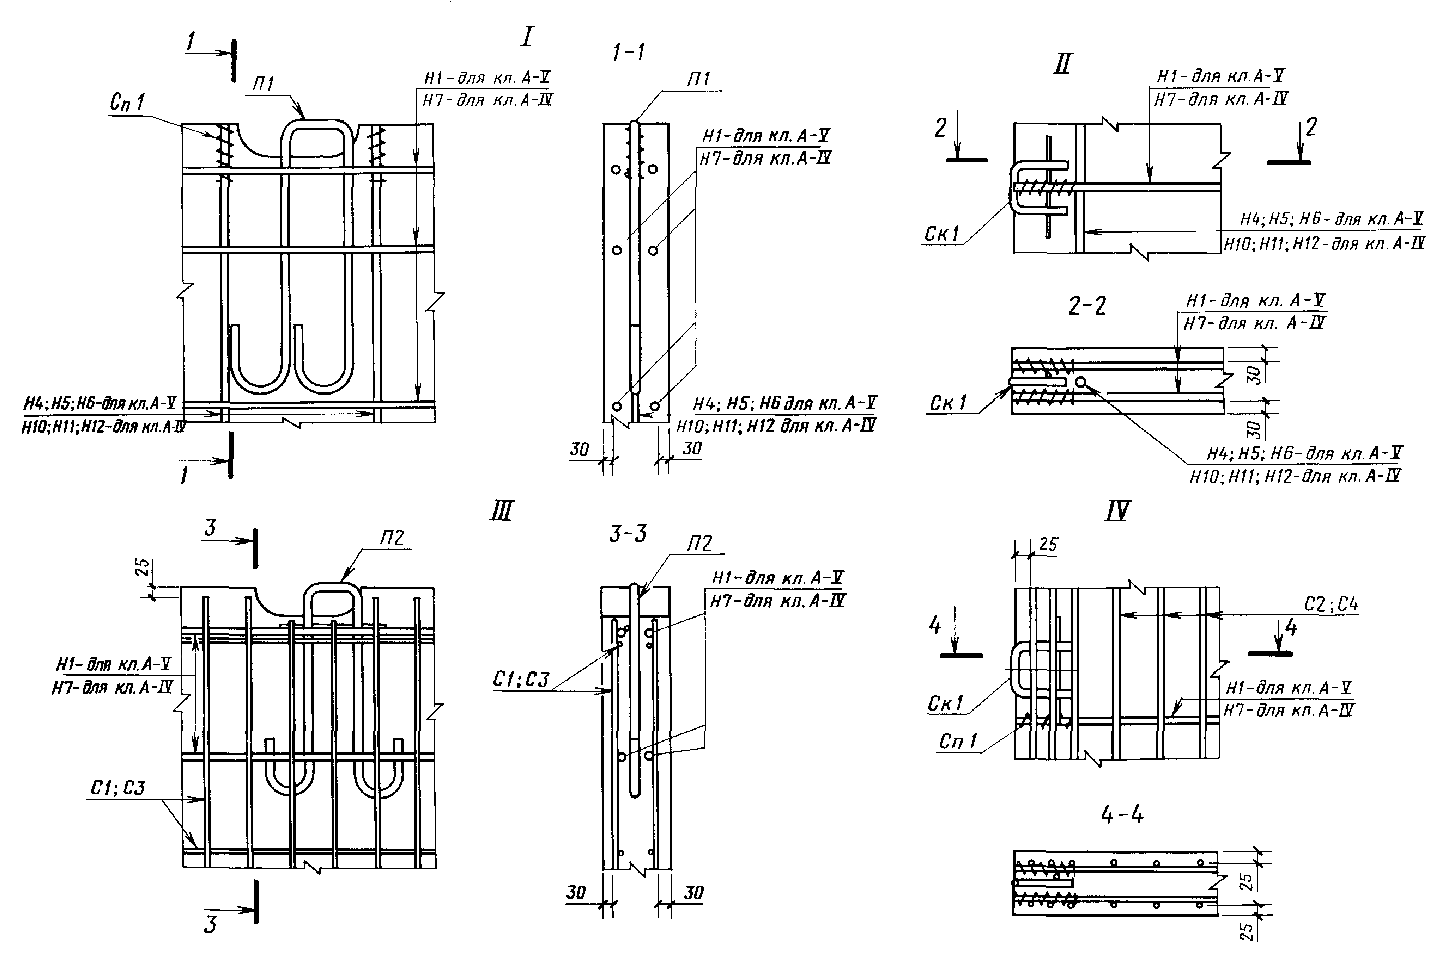 I
1
П1
Сп 1
Н1-для кл. А-V
Н7-для кл. А-IV
Н4; Н5; Н6-для кл. А-V
Н10; Н11; Н12-для кл. А-IV
1
1-1
П1
Н1-для кл. А-V
Н7-для кл. А-IV
Н4; Н5; Н6 для кл. А-V
Н10; Н11; Н12 для кл. А-IV
30
30
II
Н1-для кл. А-V
Н7-для кл. А-IV
2
2
Ск 1
Н4; Н5; Н6-для кл. А-V
Н10; Н11; Н12-для кл. А-IV
2-2
Н1-для кл. А-V
Н7-для кл. А-IV
30
Ск 1
30
Н4; Н5; Н6-для кл. А-V
Н10; Н11; Н12-для кл. А-IV
III
3
П2
25
Н1-для кл. А-V
Н7-для кл. А-IV
С1; С3
3
3-3
П2
Н1-для кл. А-V
Н7-для кл. А-IV
С1; С3
30
30
IV
25
С2; С4
4
4
Н1-для кл. А-V
Н7-для кл. А-IV
Ск 1
Сп 1
4-4
25
25